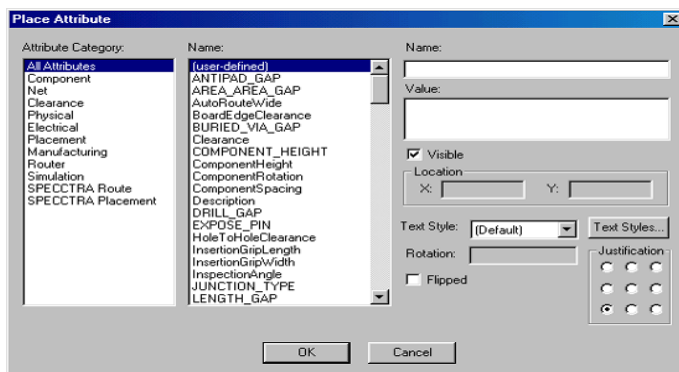 Place Attribute
Attribute Category:
All Attributes
Component
Net
Clearance
Physical
Electrical
Placement
Manufacturing
Router
Simulation
SPECCTRA Route
SPECCTRA Placement
Name:
(user-defined)
ANTIPAD_GAP
AREA_AREA_GAP
AutoRouteWide
BoardEdgeClearance
BURIED_VIA_GAP
Clearance
COMPONENT_HEIGHT
ComponentHeight
ComponentRotation
ComponentSpacing
Description
DRILL_GAP
EXPOSE_PIN
HoleToHoleClearance
InsertionGripLength
InsertionGripWidth
InspectionAngle
JUNCTION_TYPE
LENGTH_GAP
Name:
Value:
Visible
Location
X:
Y:
Text Style:
(Default)
Text Styles...
Rotation:
Justification
Flipped
OK
Cancel